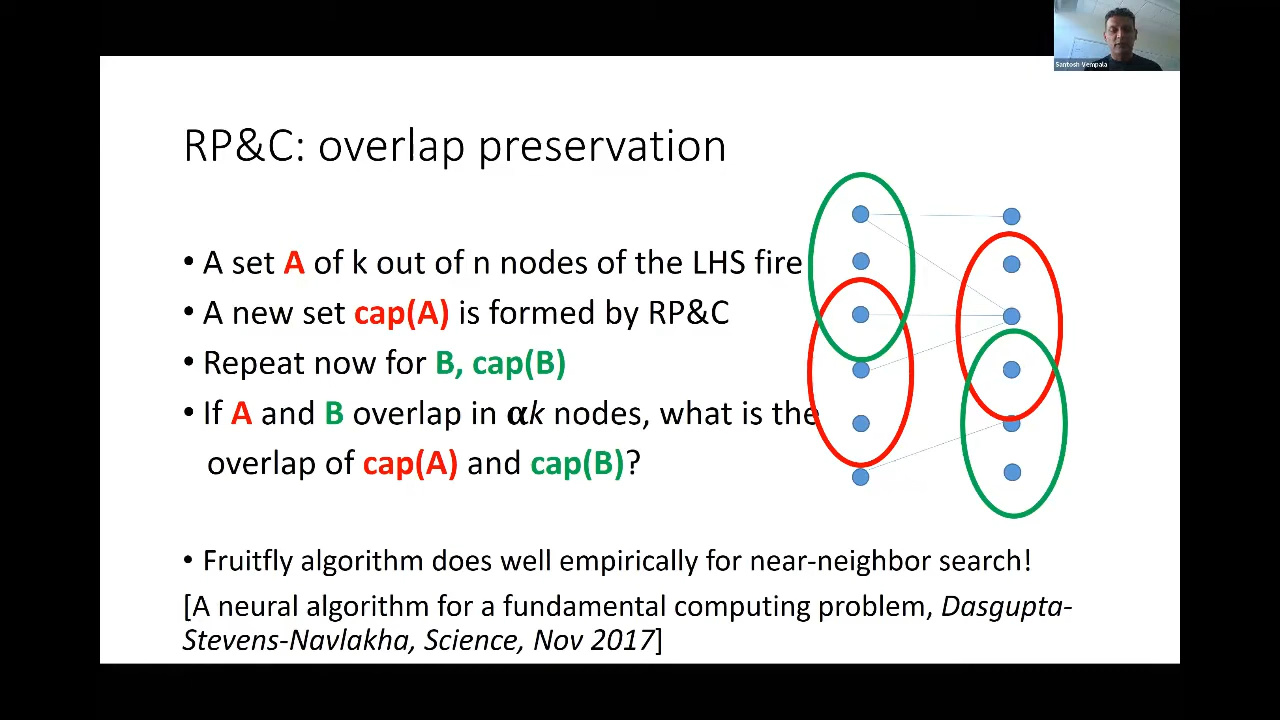 Santosh Vempala
RP&C: overlap preservation
• A set A of k out of n nodes of the LHS fire
• A new set cap(A) is formed by RP&C
• Repeat now for B, cap(B)
• If A and B overlap in αk nodes, what is the
overlap of cap(A) and cap(B)?
• Fruitfly algorithm does well empirically for near-neighbor search!
[A neural algorithm for a fundamental computing problem, Dasgupta-
Stevens-Navlakha, Science, Nov 2017]